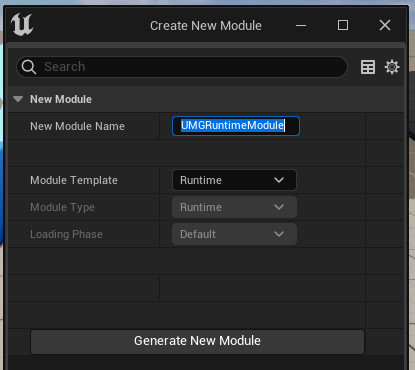 Create New Module
Search
New Module
New Module Name UMGRuntimeModule
Module Template Runtime
Module Type Runtime
Loading Phase Default
Generate New Module